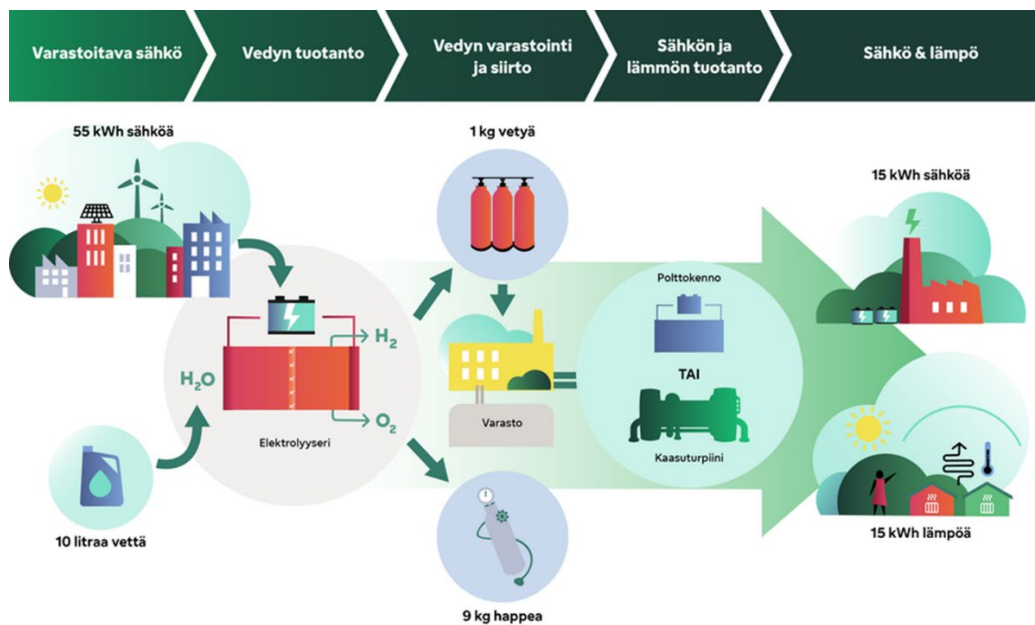 Varastoitava sähkö
Vedyn tuotanto
Vedyn varastointi
ja siirto
Sähkön ja
lämmön tuotanto
Sähkö & lämpö
55 kWh sähköä
1 kg vetyä
15 kWh sähköä
Polttokenno
H₂
H₂O
TAI
O₂
Varasto
Elektrolyyseri
Kaasuturpiini
15 kWh lämpöä
10 litraa vettä
9 kg happea